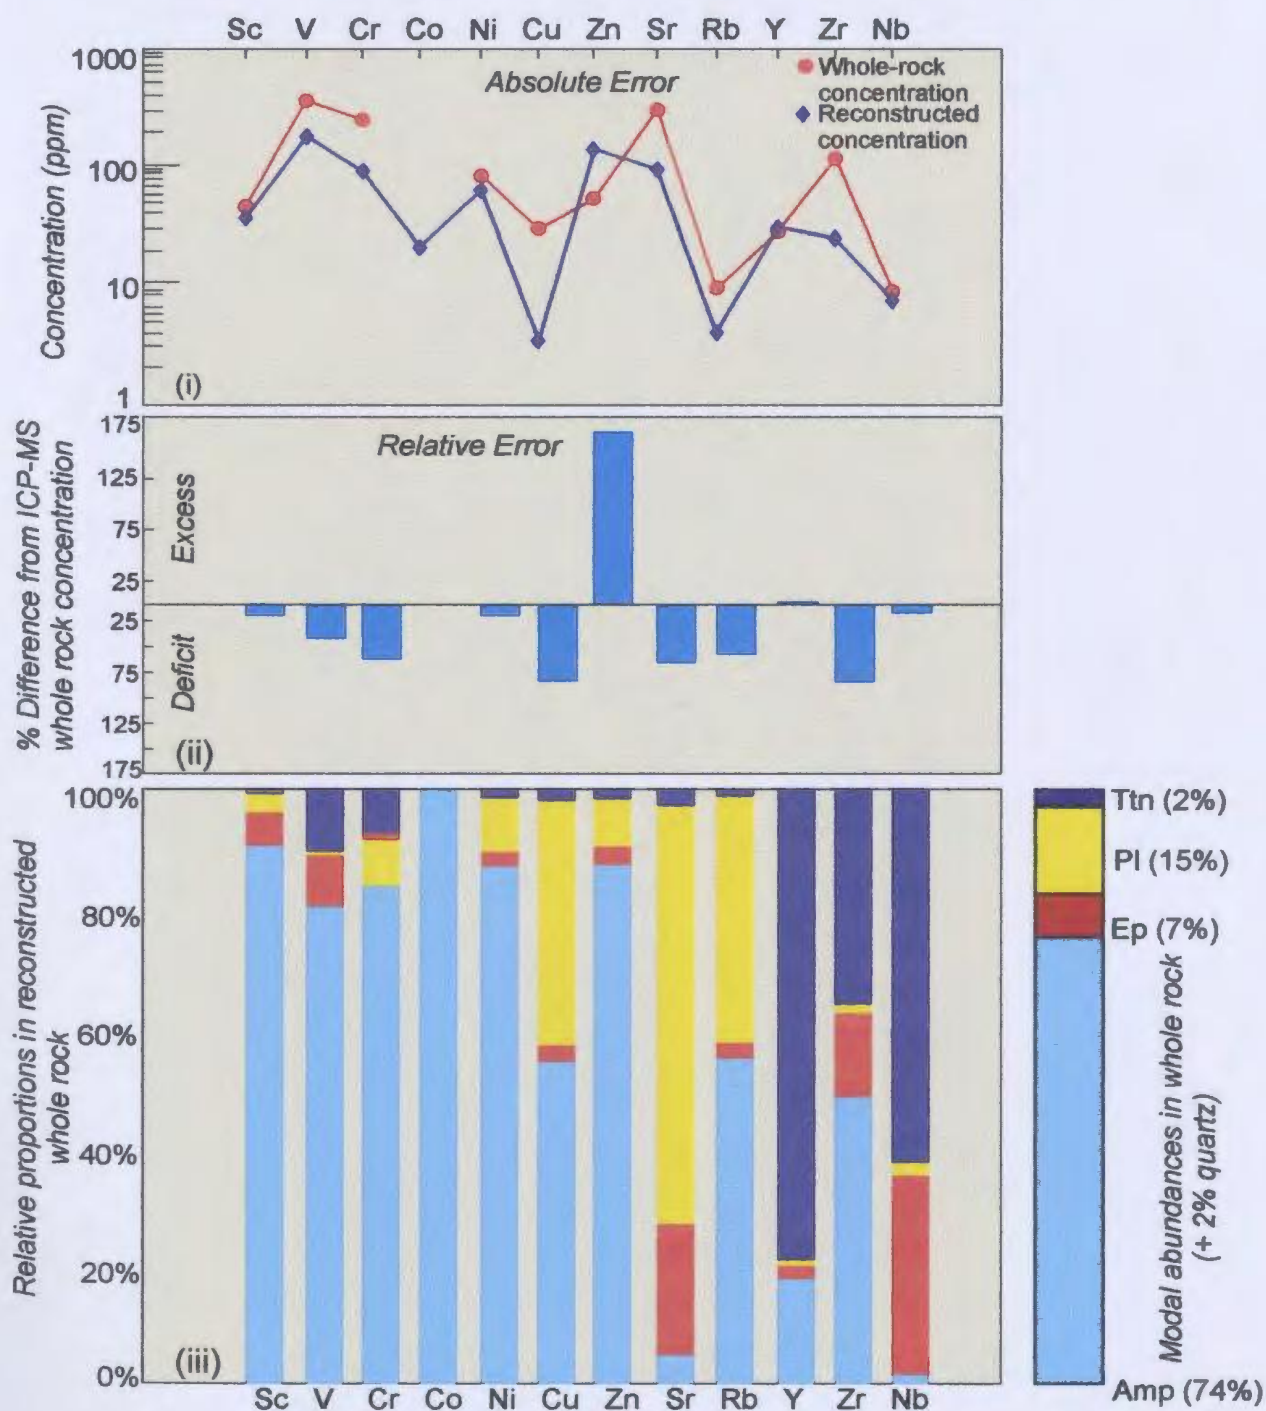 Sc V Cr Co Ni Cu Zn Sr Rb Y Zr Nb
1000
100
10
1
Concentration (ppm)
Absolute Error
Whole-rock
concentration
Reconstructed
concentration
(i)
% Difference from ICP-MS
whole rock concentration
175
125
75
25
25
75
125
175
Relative Error
Excess
Deficit
(ii)
Relative proportions in reconstructed
whole rock
100%
80%
60%
40%
20%
0%
(iii)
Sc V Cr Co Ni Cu Zn Sr Rb Y Zr Nb
Ttn (2%)
Pl (15%)
Ep (7%)
Amp (74%)
Modal abundances in whole rock
(+ 2% quartz)